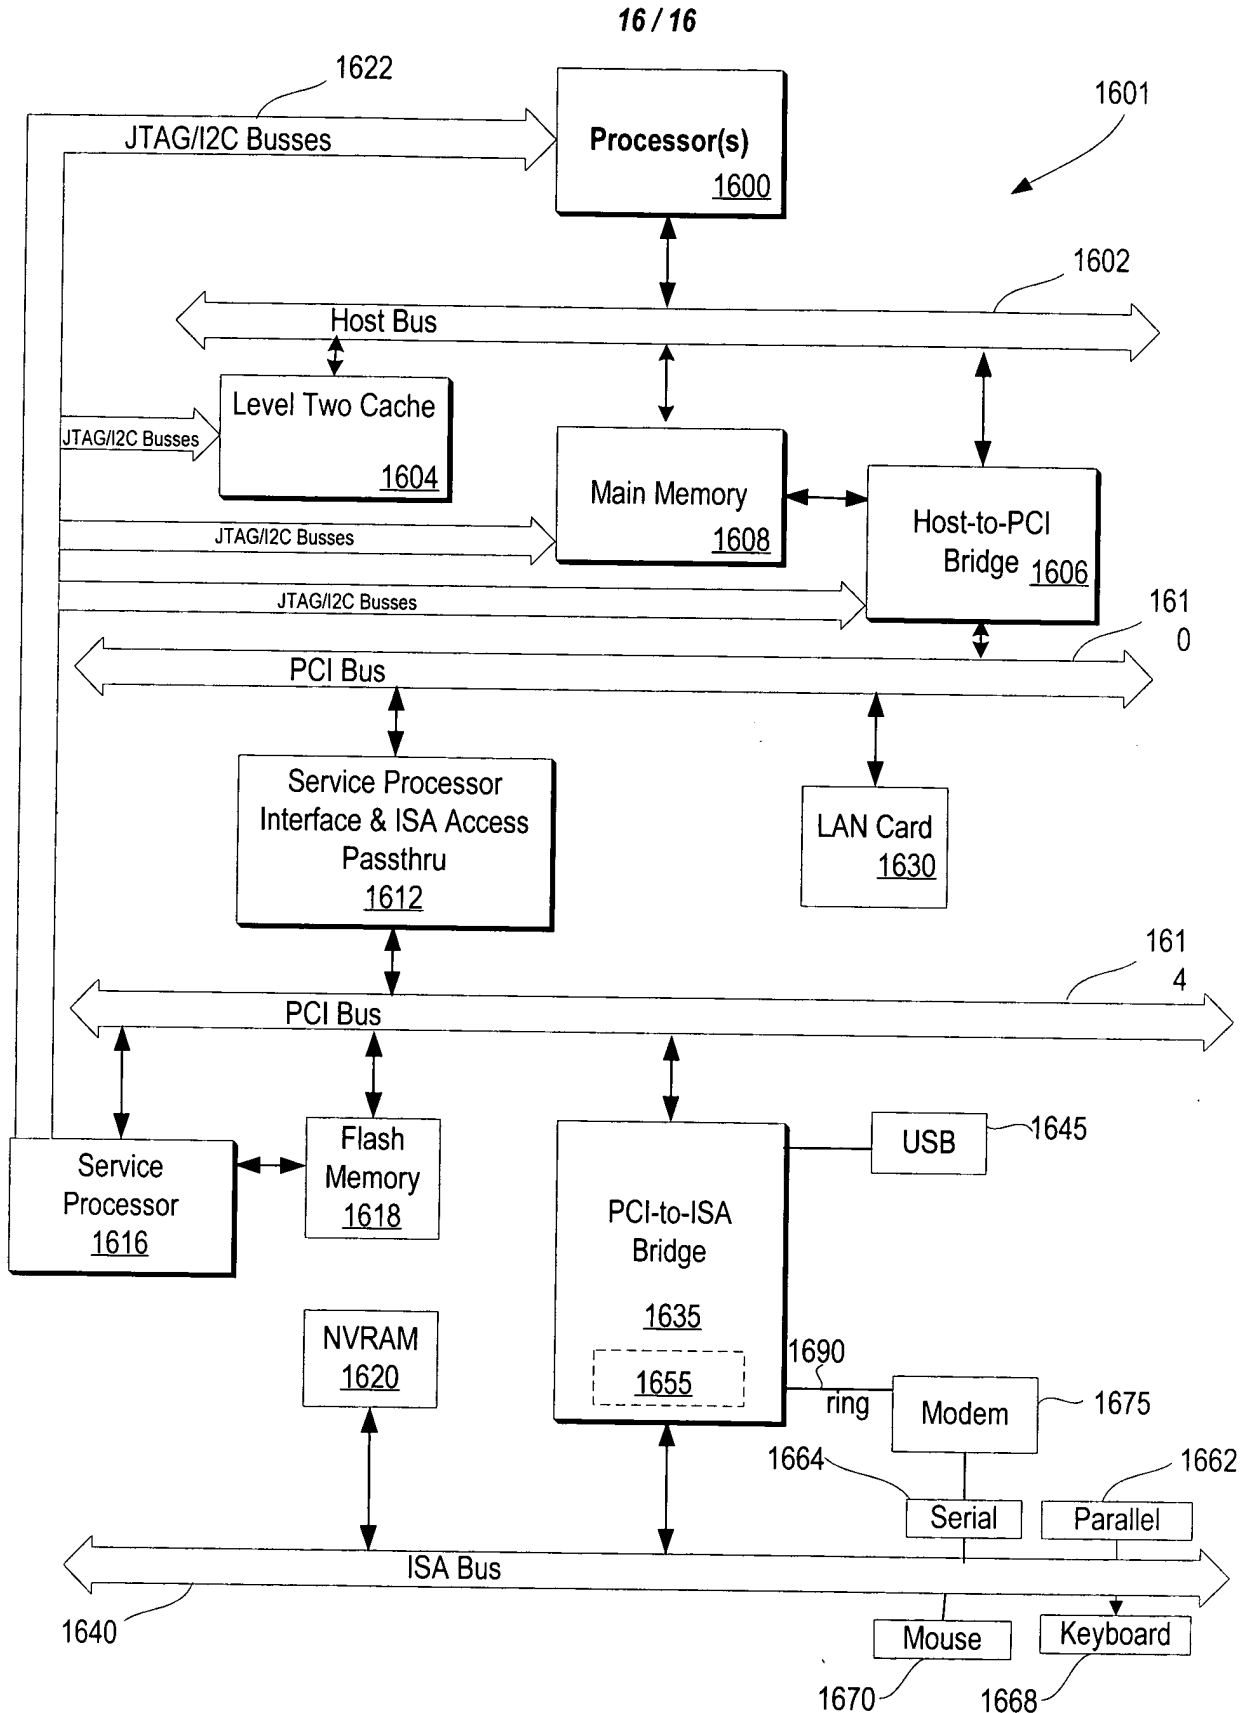 16 / 16
1622
JTAG/I2C Busses
Processor(s)
1600
1601
1602
Host Bus
Level Two Cache
1604
JTAG/I2C Busses
Main Memory
1608
Host-to-PCI
Bridge
1606
JTAG/I2C Busses
JTAG/I2C Busses
161
0
PCI Bus
Service Processor
Interface & ISA Access
Passthru
1612
LAN Card
1630
161
4
PCI Bus
Service
Processor
1616
Flash
Memory
1618
USB
1645
PCI-to-ISA
Bridge
1635
1655
NVRAM
1620
1690
ring
Modem
1675
1664
1662
Serial
Parallel
ISA Bus
1640
Mouse
Keyboard
1670
1668